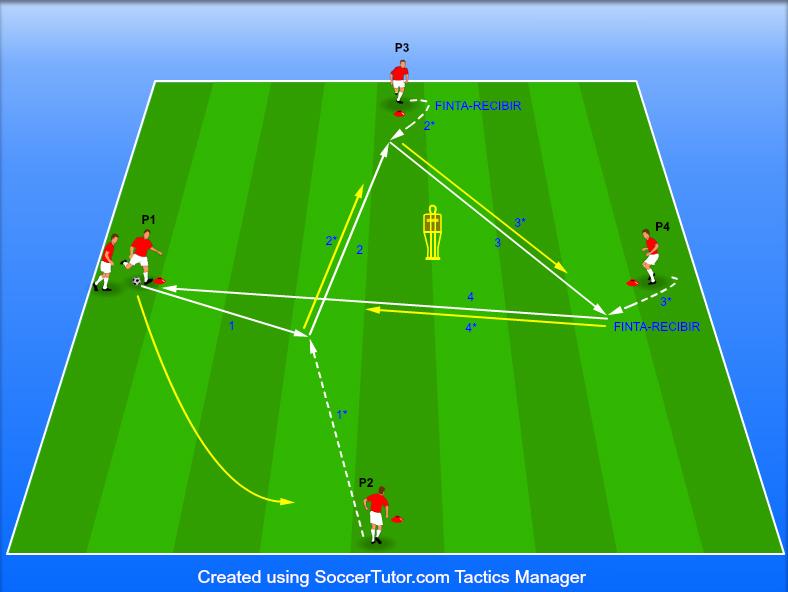 P3
FINTA-RECIBIR
2*
P1
P4
3*
2*
2
3
3*
4
1
4*
FINTA-RECIBIR
1*
P2
Created using SoccerTutor.com Tactics Manager